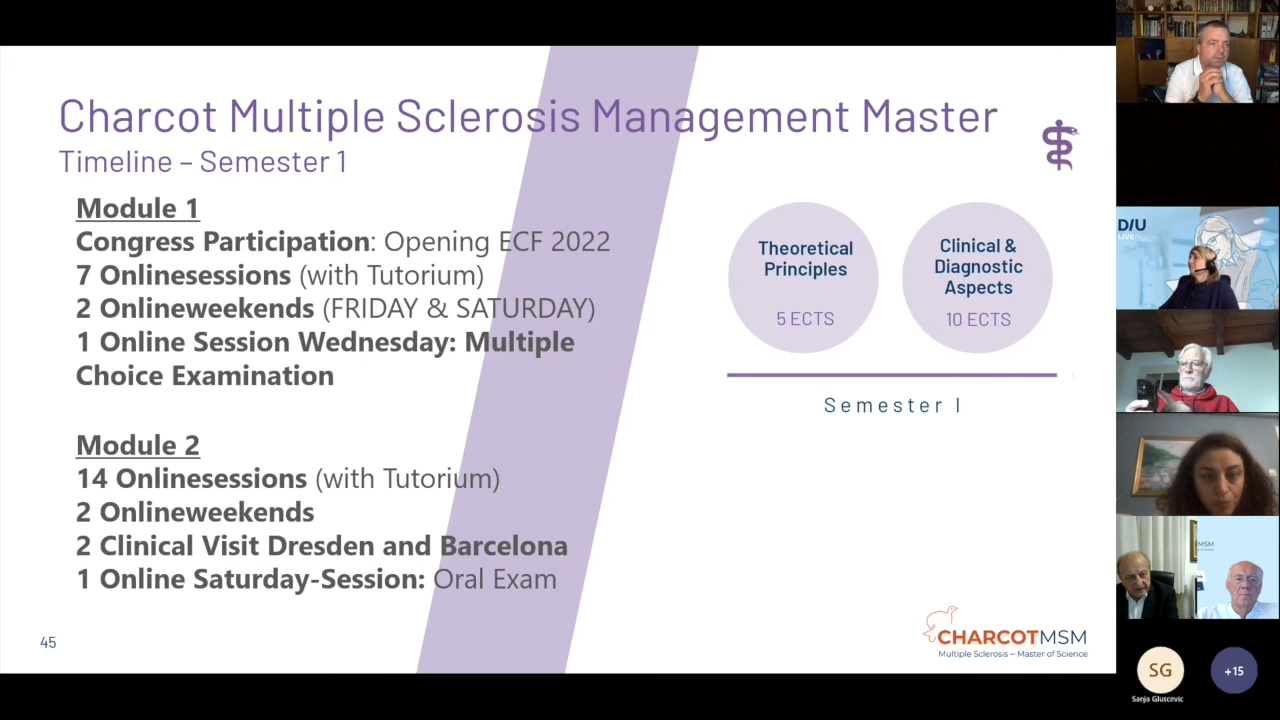 Charcot Multiple Sclerosis Management Master
Timeline – Semester 1
Module 1
Congress Participation: Opening ECF 2022
7 Onlinesessions (with Tutorium)
2 Onlineweekends (FRIDAY & SATURDAY)
1 Online Session Wednesday: Multiple
Choice Examination
Module 2
14 Onlinesessions (with Tutorium)
2 Onlineweekends
2 Clinical Visit Dresden and Barcelona
1 Online Saturday-Session: Oral Exam
Theoretical
Principles
5 ECTS
Clinical &
Diagnostic
Aspects
10 ECTS
Semester I
45
CHARCOTMSM
Multiple Sclerosis – Master of Science
D/U
LIVE
MSM
SG
Sanja Gluscevic
+15